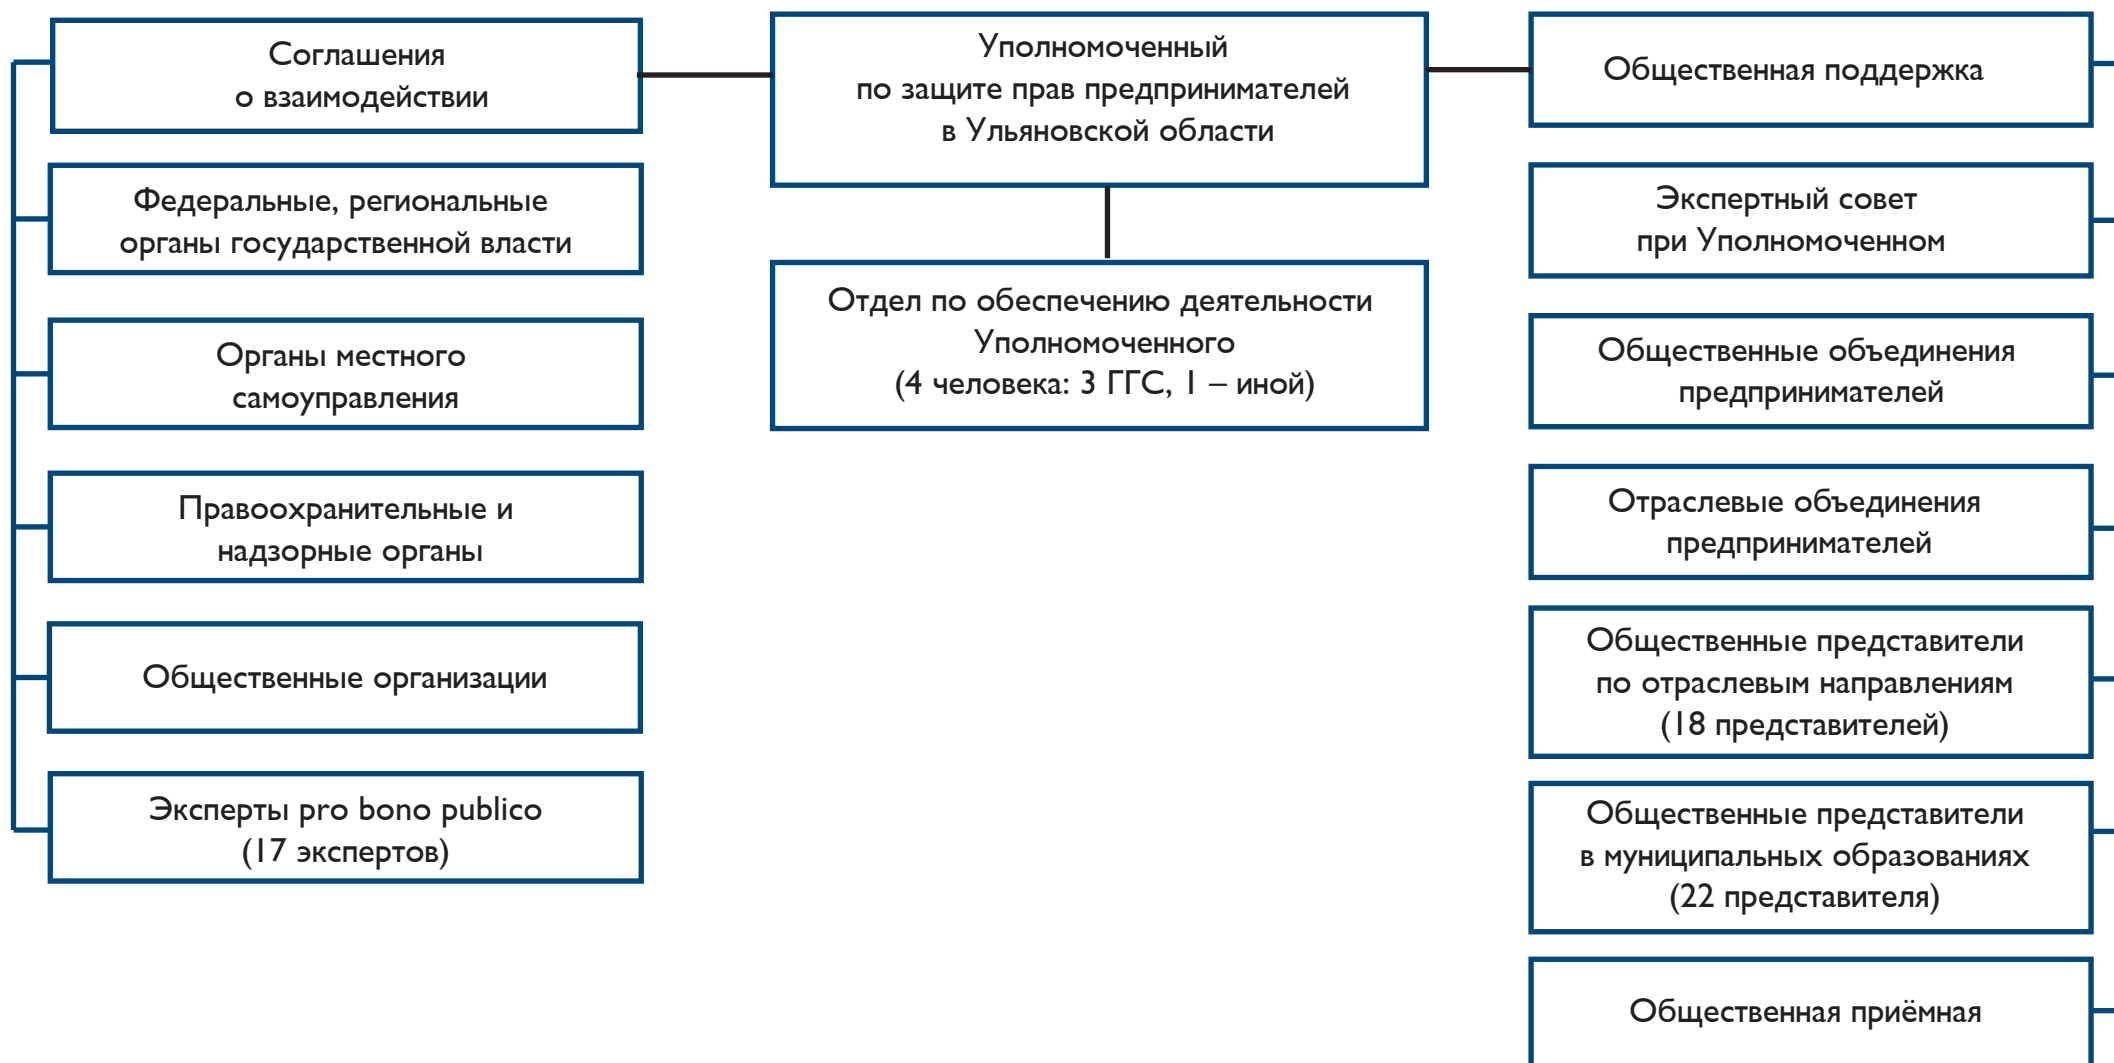 Соглашения
о взаимодействии
Федеральные, региональные
органы государственной власти
Органы местного
самоуправления
Правоохранительные и
надзорные органы
Общественные организации
Эксперты pro bono publico
(17 экспертов)
Уполномоченный
по защите прав предпринимателей
в Ульяновской области
Отдел по обеспечению деятельности
Уполномоченного
(4 человека: 3 ГГС, 1 – иной)
Общественная поддержка
Экспертный совет
при Уполномоченном
Общественные объединения
предпринимателей
Отраслевые объединения
предпринимателей
Общественные представители
по отраслевым направлениям
(18 представителей)
Общественные представители
в муниципальных образованиях
(22 представителя)
Общественная приёмная